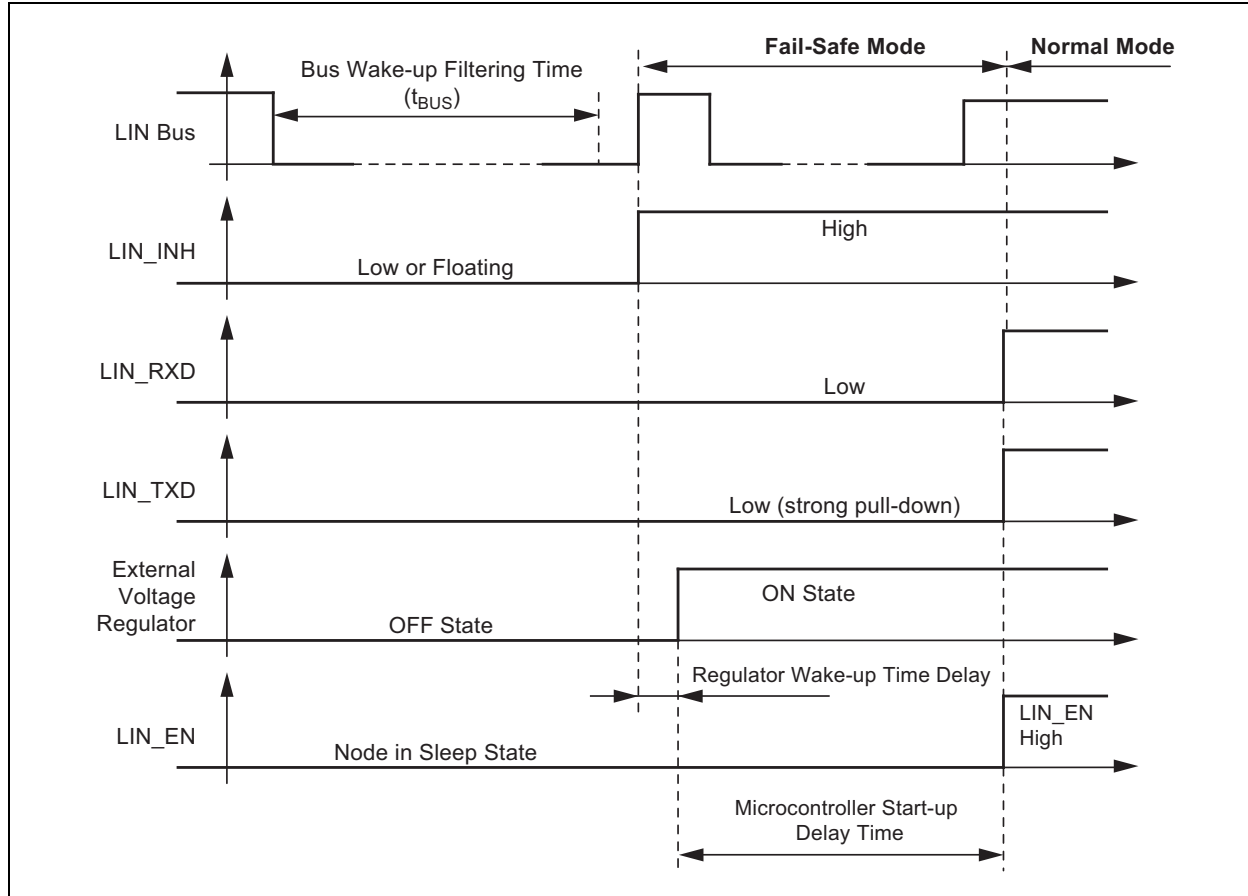 Fail-Safe Mode
Normal Mode
Bus Wake-up Filtering Time
(tBUS)
LIN Bus
LIN_INH
High
Low or Floating
LIN_RXD
Low
LIN_TXD
Low (strong pull-down)
External
Voltage
Regulator
ON State
OFF State
Regulator Wake-up Time Delay
LIN_EN
LIN_EN
High
Node in Sleep State
Microcontroller Start-up
Delay Time